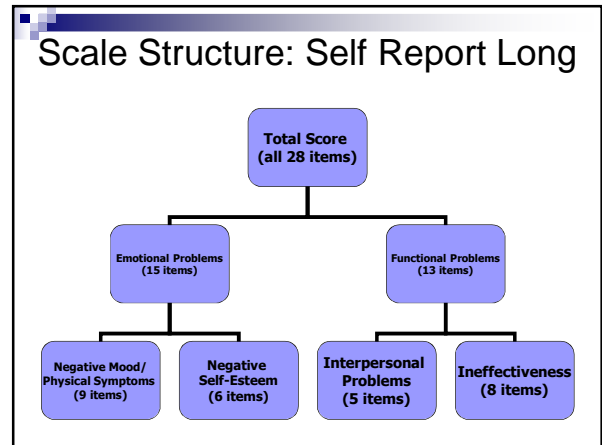 Scale Structure: Self Report Long
Total Score
(all 28 items)
Emotional Problems
(15 items)
Functional Problems
(13 items)
Negative Mood/
Physical Symptoms
(9 items)
Negative
Self-Esteem
(6 items)
Interpersonal
Problems
(5 items)
Ineffectiveness
(8 items)